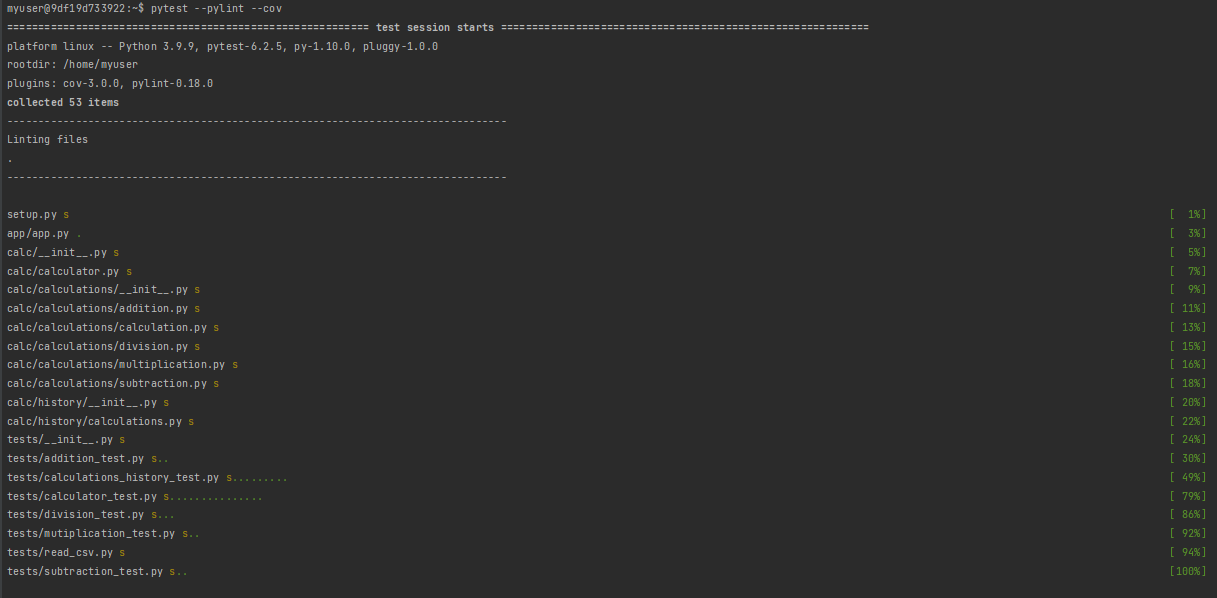 myuser@9df19d733922:~$ pytest --pylint --cov
========================================================== test session starts ===========================================================
platform linux -- Python 3.9.9, pytest-6.2.5, py-1.10.0, pluggy-1.0.0
rootdir: /home/myuser
plugins: cov-3.0.0, pylint-0.18.0
collected 53 items
--------------------------------------------------------------------------------
Linting files
.
--------------------------------------------------------------------------------
setup.py s [  1%]
app/app.py . [  3%]
calc/__init__.py s [  5%]
calc/calculator.py s [  7%]
calc/calculations/__init__.py s [  9%]
calc/calculations/addition.py s [ 11%]
calc/calculations/calculation.py s [ 13%]
calc/calculations/division.py s [ 15%]
calc/calculations/multiplication.py s [ 16%]
calc/calculations/subtraction.py s [ 18%]
calc/history/__init__.py s [ 20%]
calc/history/calculations.py s [ 22%]
tests/__init__.py s [ 24%]
tests/addition_test.py s.. [ 30%]
tests/calculations_history_test.py s......... [ 49%]
tests/calculator_test.py s............... [ 79%]
tests/division_test.py s... [ 86%]
tests/mutiplication_test.py s.. [ 92%]
tests/read_csv.py s [ 94%]
tests/subtraction_test.py s.. [100%]